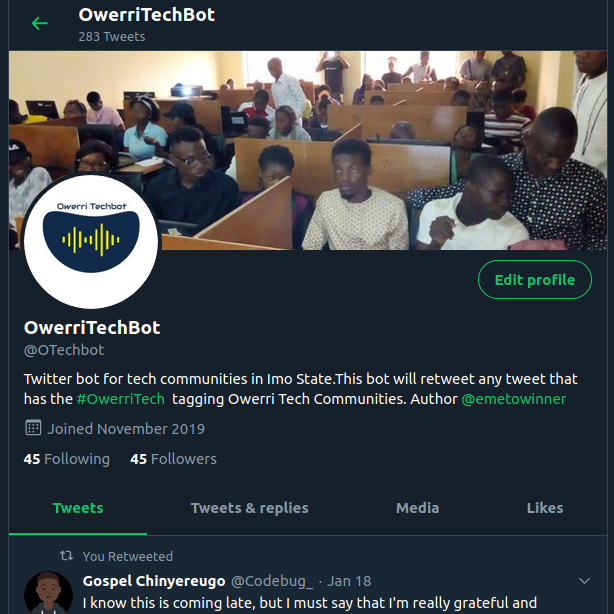 OwerriTechBot
283 Tweets
Owerri Techbot
Edit profile
OwerriTechBot
@OTechbot
Twitter bot for tech communities in Imo State.This bot will retweet any tweet that
has the #OwerriTech tagging Owerri Tech Communities. Author @emetowinner
Joined November 2019
45 Following 45 Followers
Tweets Tweets & replies Media Likes
You Retweeted
Gospel Chinyereugo @Codebug_ · Jan 18
I know this is coming late, but I must say that I'm really grateful and